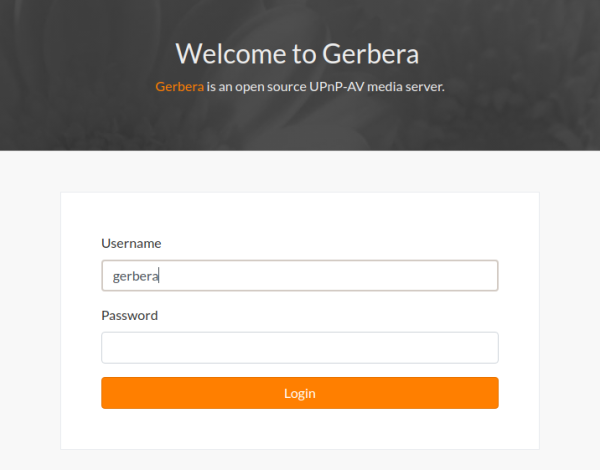 Welcome to Gerbera
Gerbera is an open source UPnP-AV media server.
Username
gerbera
Password
Login